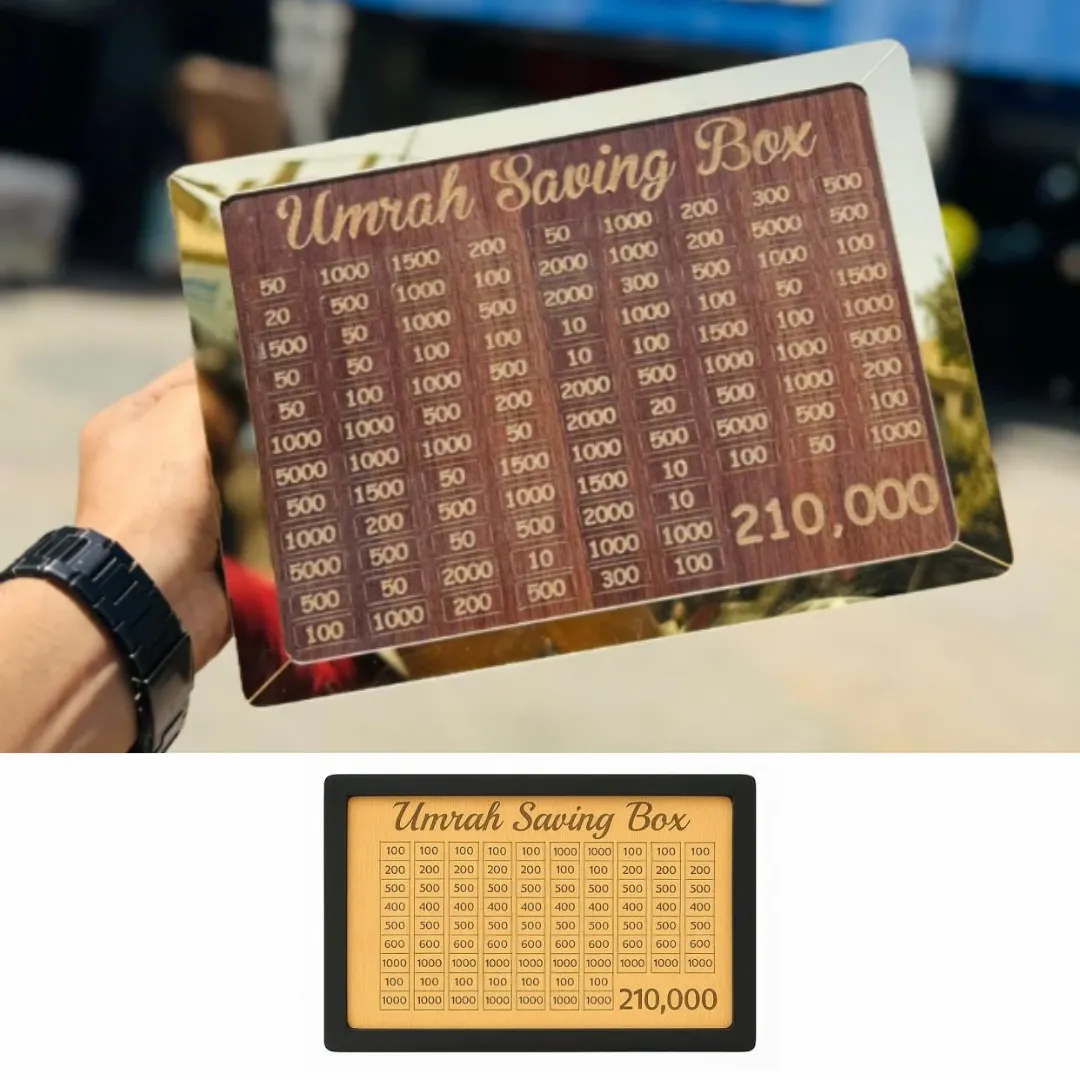 Umrah Saving Box
50 1000 1500 200 50 1000 200 300 500
20 500 1000 100 2000 1000 200 5000 500
1500 50 1000 500 2000 300 500 1000 100
50 50 100 100 10 1000 100 50 1500
50 100 1000 500 10 100 1500 100 1000
1000 1000 500 200 2000 500 1000 1000 5000
5000 1000 1000 50 2000 20 500 1000 200
500 1500 50 1500 1000 500 5000 500 100
1000 200 500 1000 1500 10 100 50 1000
5000 500 50 500 2000 10
500 50 2000 10 1000 1000 210,000
100 1000 200 500 300 100
Umrah Saving Box
100 100 100 100 100 1000 1000 100 100 100
200 200 200 200 200 100 100 200 200 200
500 500 500 500 500 500 500 500 500 500
400 400 400 400 400 400 400 400 400 400
500 500 500 500 500 500 500 500 500 500
600 600 600 600 600 600 600 600 600 600
1000 1000 1000 1000 1000 1000 1000 1000 1000 1000
100 100 100 100 100 100 100
1000 1000 1000 1000 1000 1000 1000 210,000